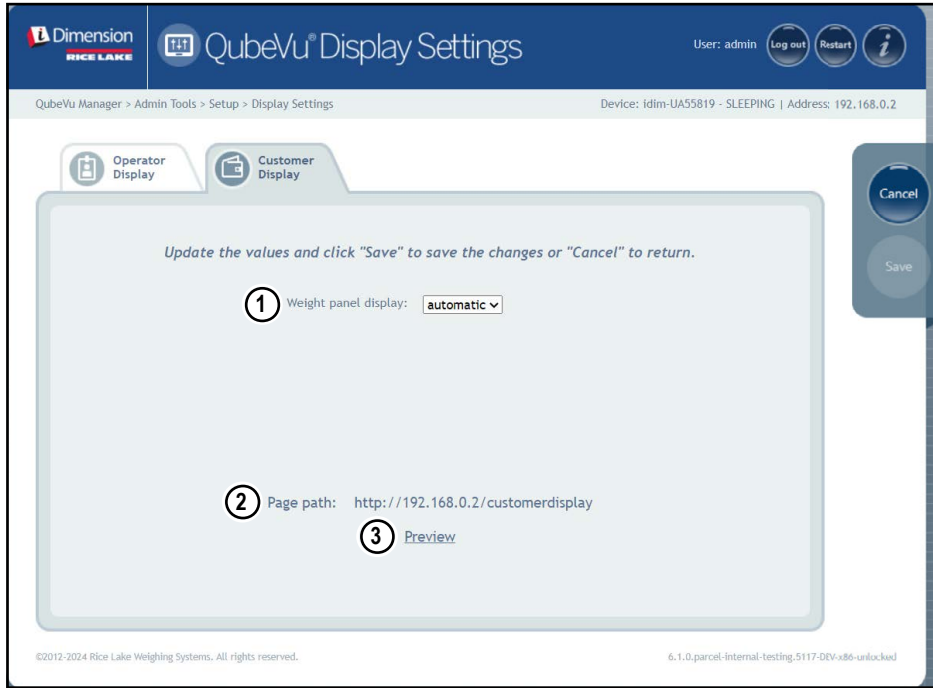 i Dimension
RICE LAKE
QubeVu® Display Settings
User: admin
Log out
Restart
i
QubeVu Manager > Admin Tools > Setup > Display Settings
Device: idim-UA55819 - SLEEPING | Address: 192.168.0.2
Operator
Display
Customer
Display
Cancel
Save
Update the values and click "Save" to save the changes or "Cancel" to return.
1 Weight panel display: automatic
2 Page path: http://192.168.0.2/customerdisplay
3 Preview
©2012-2024 Rice Lake Weighing Systems. All rights reserved.
6.1.0.parcel-internal-testing.5117-DEV-x86-unlocked